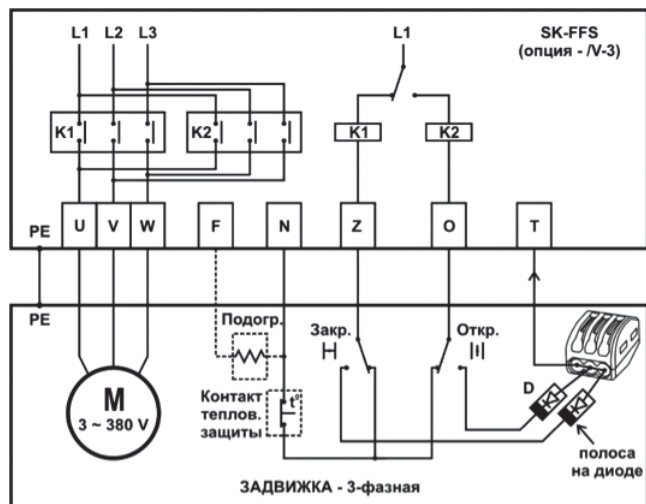 L1 L2 L3 L1 SK-FFS
(опция - /V-3)
K1 K2 K1 K2
PE U V W F N Z O T
PE
Подогр. Закр. Откр.
M
3 ~ 380 V
Контакт
теплов.
защиты
t°
D
полоса
на диоде
ЗАДВИЖКА - 3-фазная